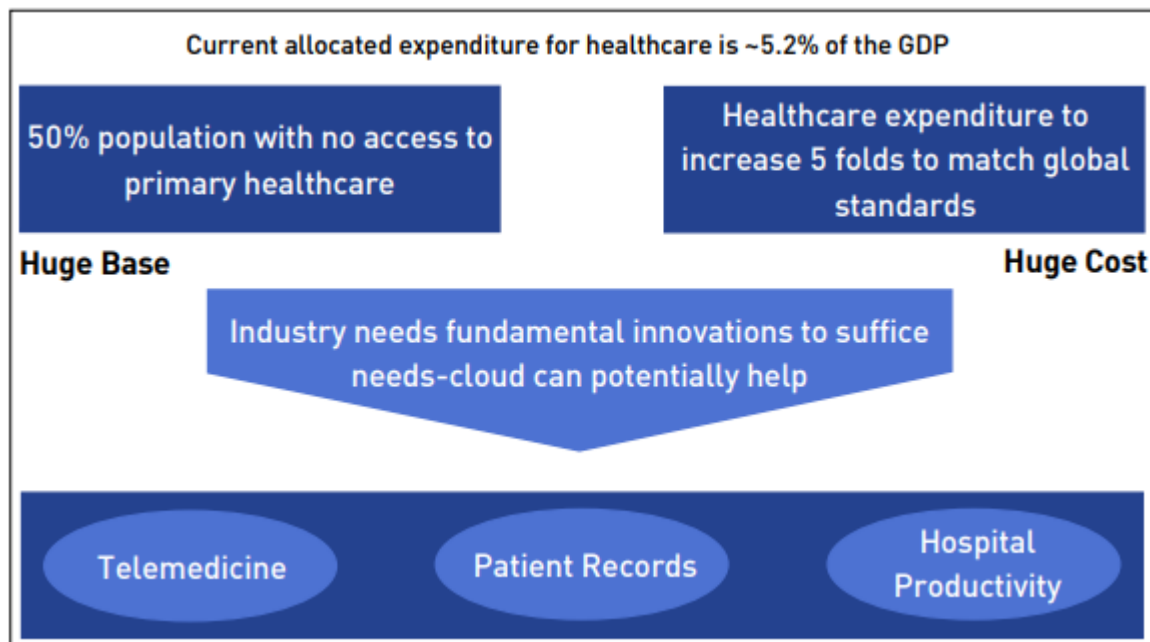 Current allocated expenditure for healthcare is ~5.2% of the GDP
50% population with no access to
primary healthcare
Healthcare expenditure to
increase 5 folds to match global
standards
Huge Base
Huge Cost
Industry needs fundamental innovations to suffice
needs-cloud can potentially help
Telemedicine
Patient Records
Hospital
Productivity